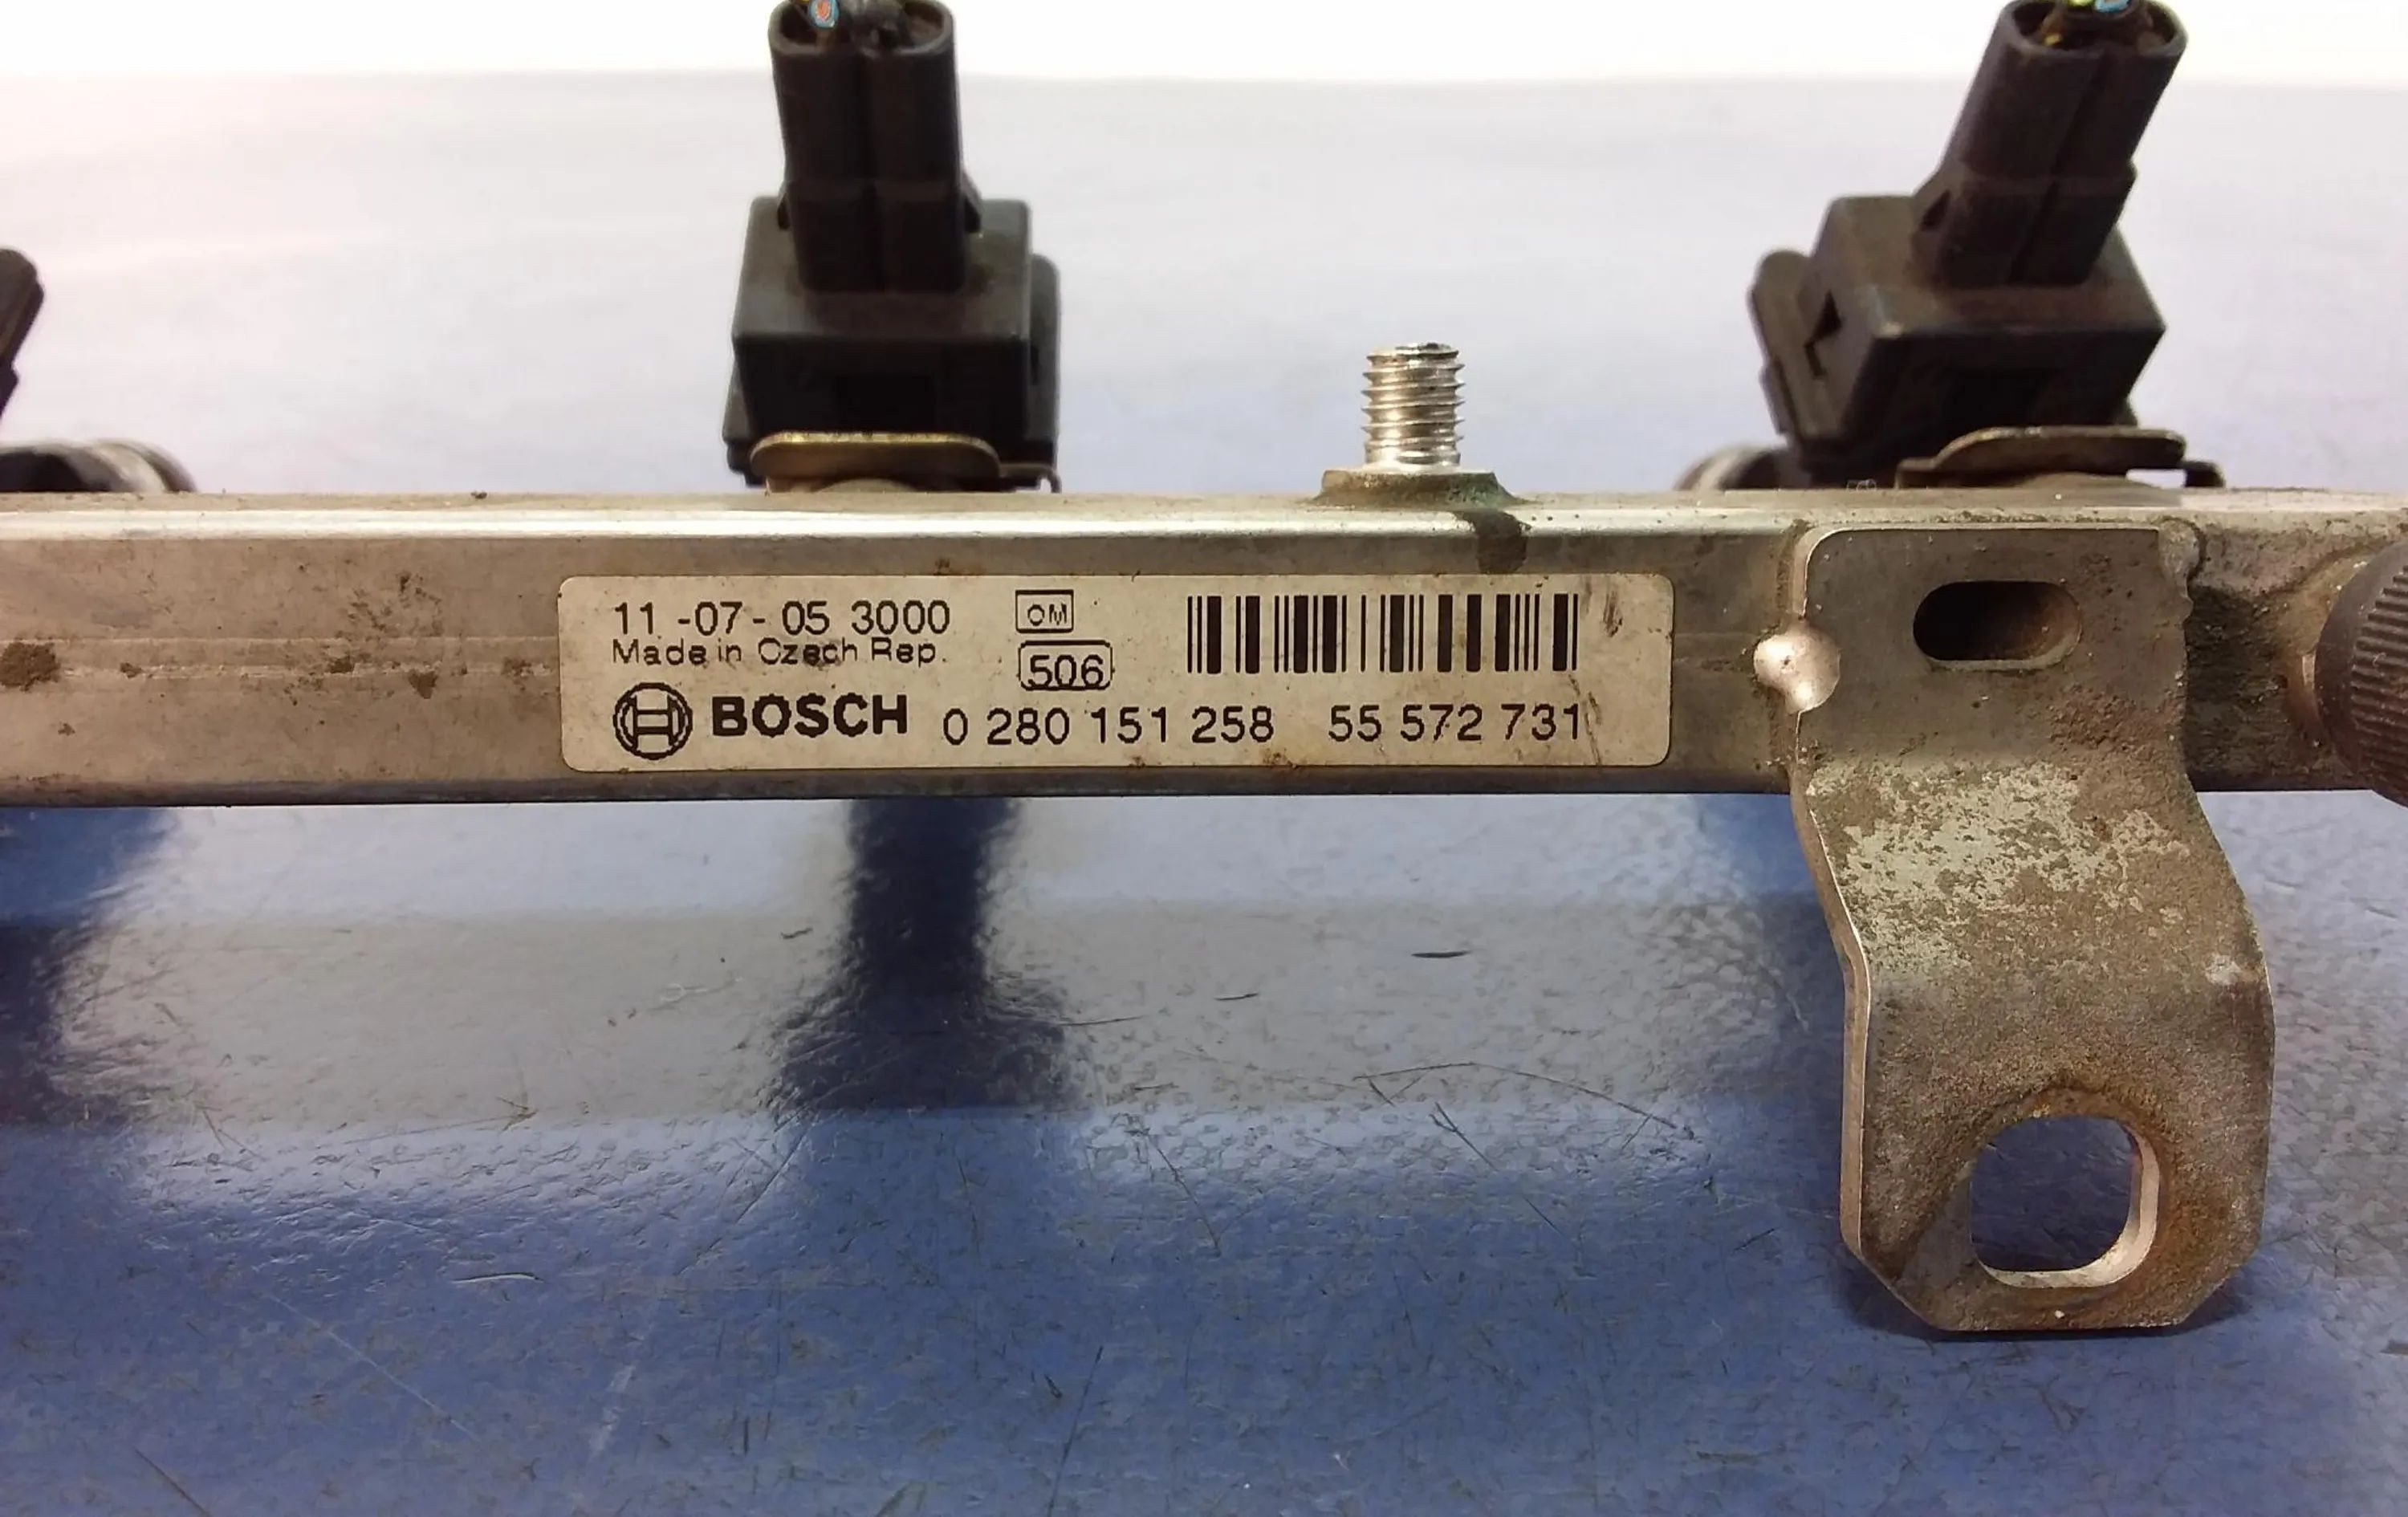 11 -07- 05 3000
OM
Made in Czech Rep.
506
BOSCH 0 280 151 258 55 572 731